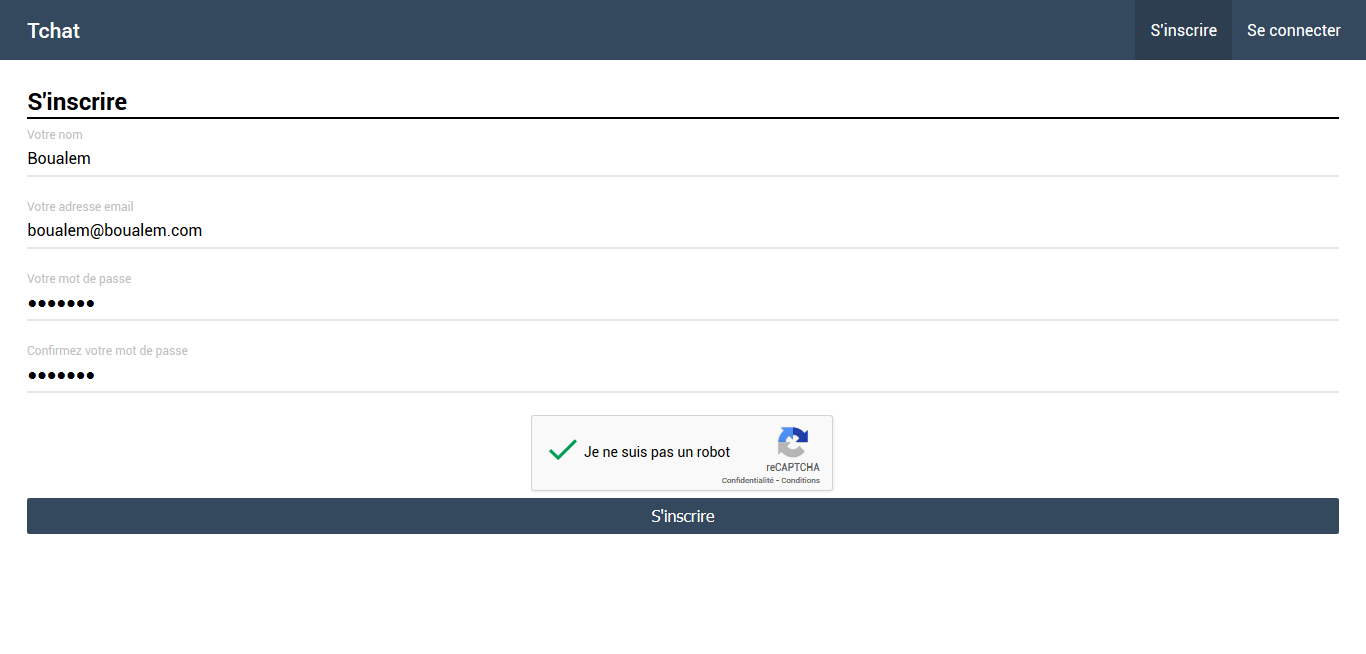 Tchat
S'inscrire
Se connecter
S'inscrire
Votre nom
Boualem
Votre adresse email
boualem@boualem.com
Votre mot de passe
•••••••
Confirmez votre mot de passe
•••••••
Je ne suis pas un robot
reCAPTCHA
Confidentialité - Conditions
S'inscrire